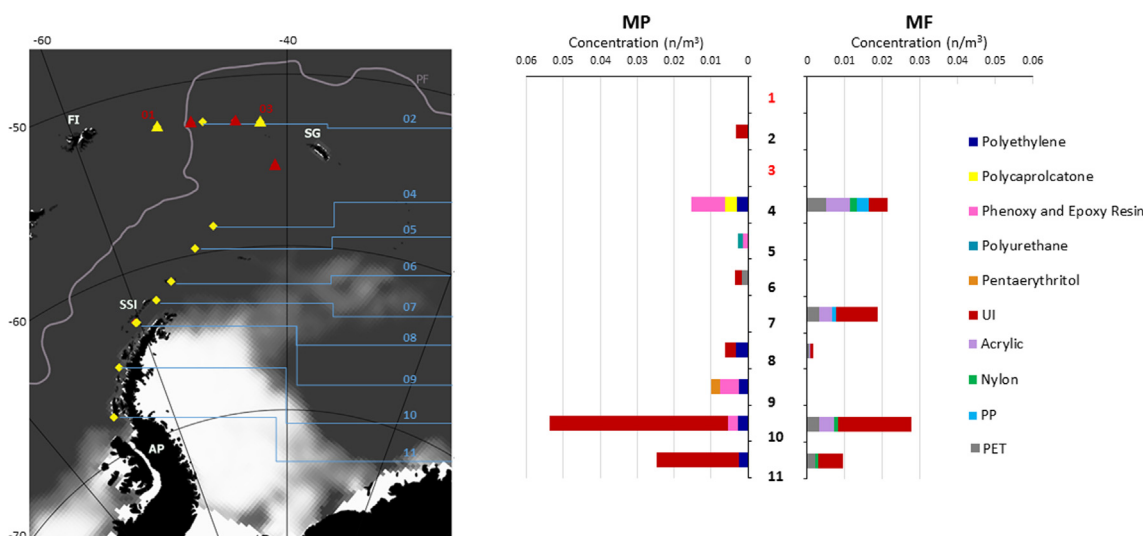 -60
-40
PF
FI
01
03
02
-50
SG
04
05
06
SSI
07
-60
08
09
10
AP
11
-70
MP
Concentration (n/m³)
0.06 0.05 0.04 0.03 0.02 0.01 0
MF
Concentration (n/m³)
0 0.01 0.02 0.03 0.04 0.05 0.06
1
2
3
4
5
6
7
8
9
10
11
Polyethylene
Polycaprolcatone
Phenoxy and Epoxy Resin
Polyurethane
Pentaerythritol
UI
Acrylic
Nylon
PP
PET